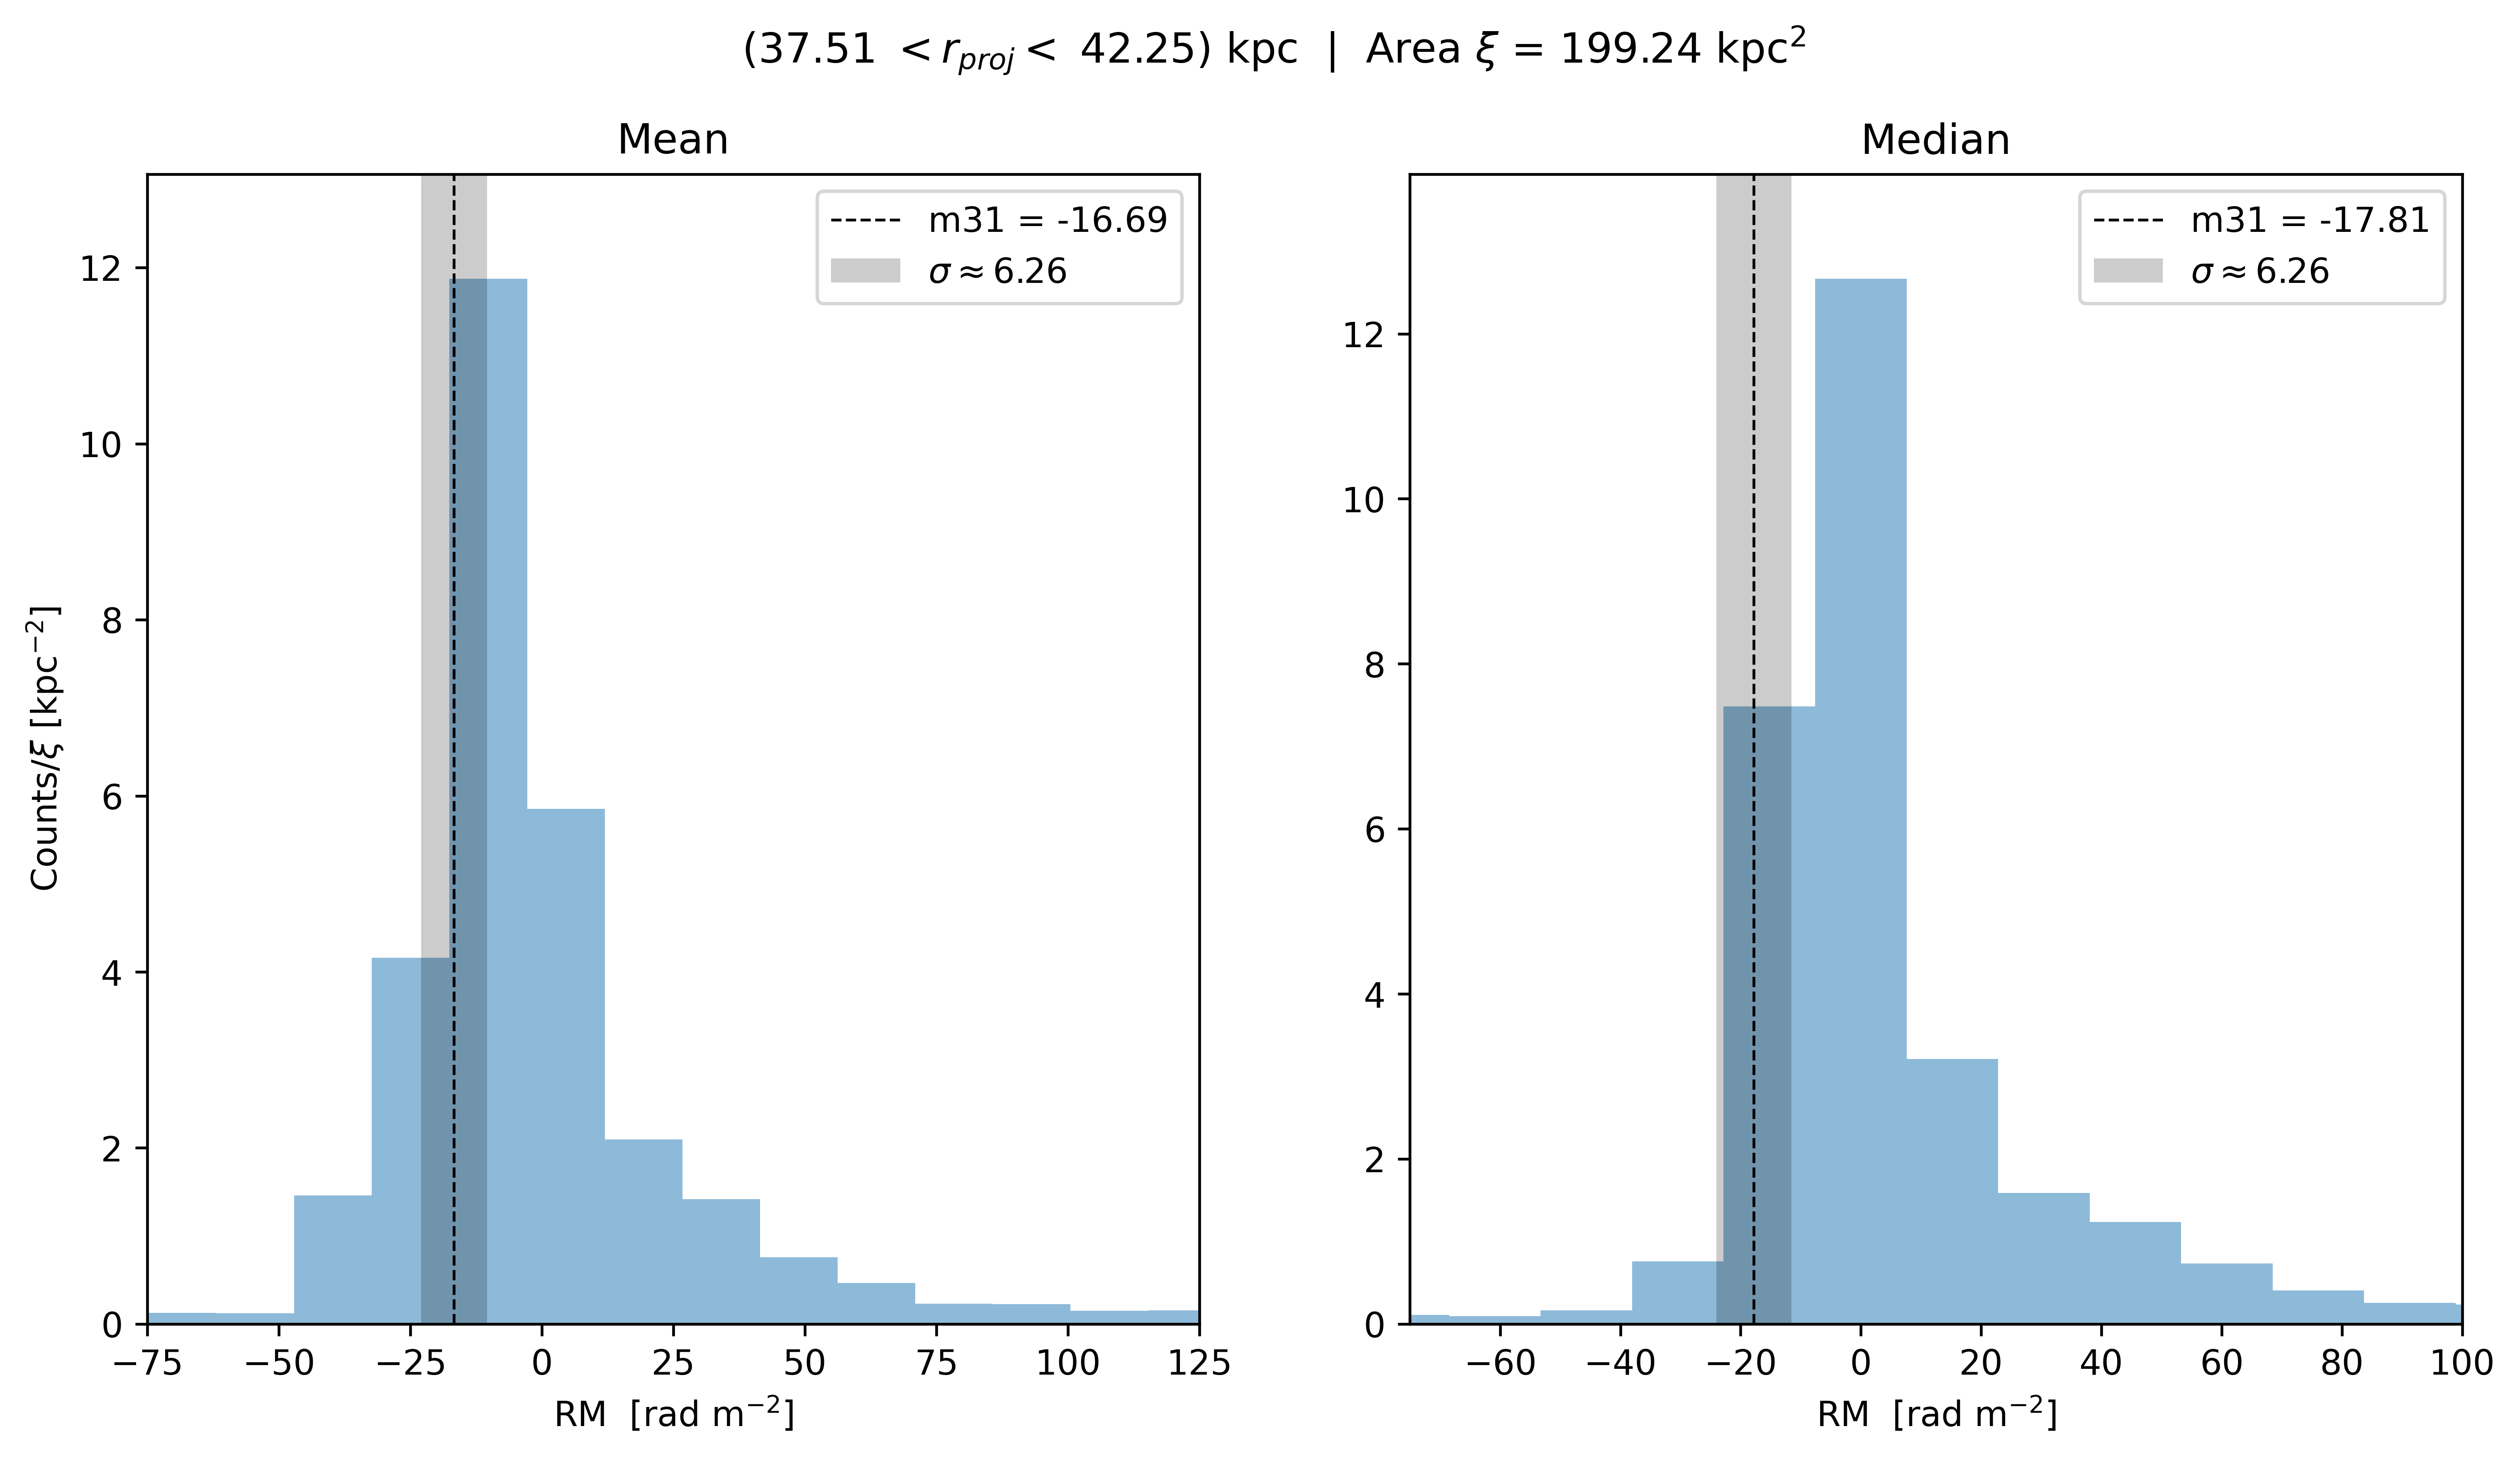 (37.51 < r_proj < 42.25) kpc | Area ξ = 199.24 kpc²
Mean
m31 = -16.69
σ ≈ 6.26
12
10
8
6
4
2
0
Counts/ξ [kpc⁻²]
−75 −50 −25 0 25 50 75 100 125
RM [rad m⁻²]
Median
m31 = -17.81
σ ≈ 6.26
12
10
8
6
4
2
0
−60 −40 −20 0 20 40 60 80 100
RM [rad m⁻²]